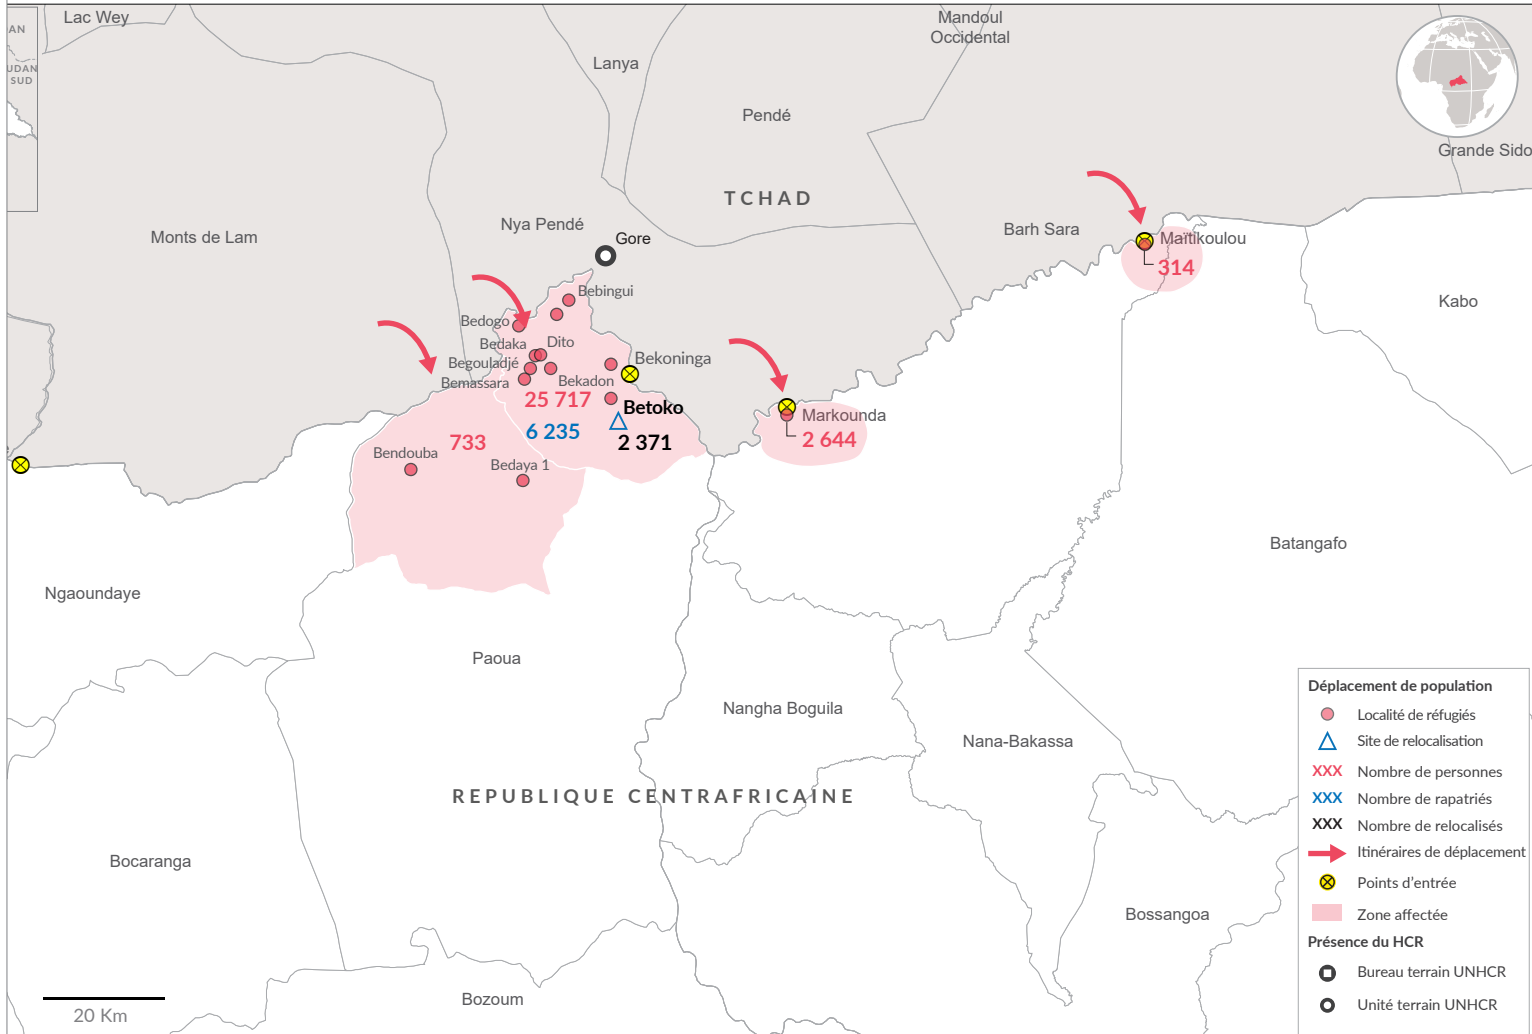 Lac Wey
Mandoul
Occidental
AN
UDAN
SUD
Lanya
Pendé
Grande Sido
TCHAD
Nya Pendé
Monts de Lam
Barh Sara
Gore
Maïtikoulou
314
Bebingui
Kabo
Bedogo
Bedaka
Dito
Begouladjé
Bekoninga
Bemassara
Bekadon
25 717
Betoko
Markounda
6 235
2 371
2 644
733
Bendouba
Bedaya 1
Batangafo
Ngaoundaye
Paoua
Nangha Boguila
Nana-Bakassa
REPUBLIQUE CENTRAFRICAINE
Bocaranga
Bossangoa
Bozoum
20 Km
Déplacement de population
Localité de réfugiés
Site de relocalisation
XXX Nombre de personnes
XXX Nombre de rapatriés
XXX Nombre de relocalisés
Itinéraires de déplacement
Points d'entrée
Zone affectée
Présence du HCR
Bureau terrain UNHCR
Unité terrain UNHCR